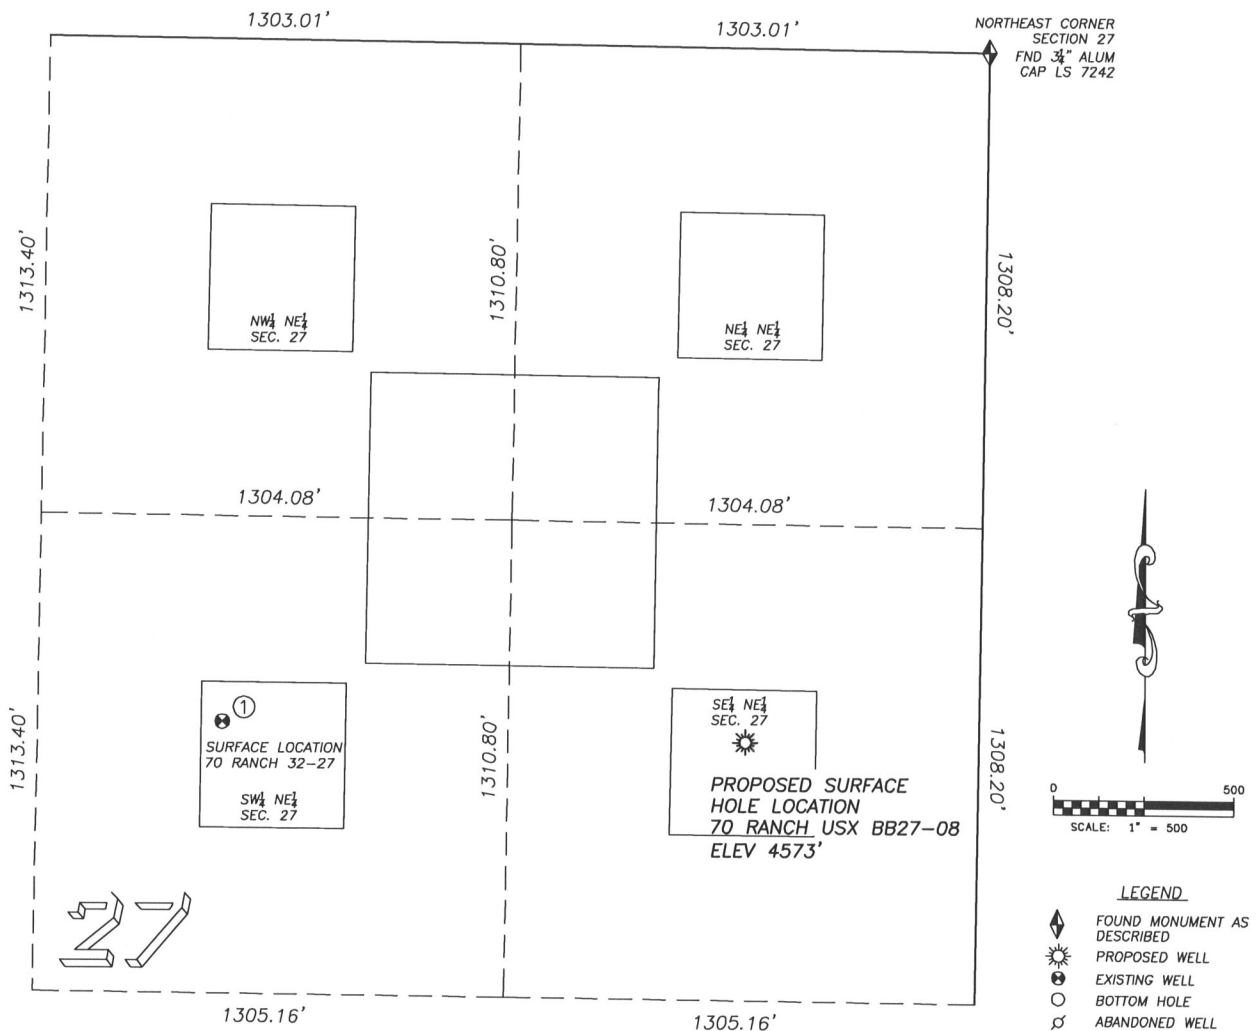 1303.01'
1303.01'
NORTHEAST CORNER
SECTION 27
FND 3¼" ALUM
CAP LS 7242
1313.40'
1310.80'
1308.20'
NW¼ NE¼
SEC. 27
NE¼ NE¼
SEC. 27
1304.08'
1304.08'
1313.40'
1310.80'
1308.20'
1
SURFACE LOCATION
70 RANCH 32-27
SW¼ NE¼
SEC. 27
SE¼ NE¼
SEC. 27
PROPOSED SURFACE
HOLE LOCATION
70 RANCH USX BB27-08
ELEV 4573'
0 500
SCALE: 1" = 500
27
1305.16'
1305.16'
LEGEND
FOUND MONUMENT AS
DESCRIBED
PROPOSED WELL
EXISTING WELL
BOTTOM HOLE
ABANDONED WELL